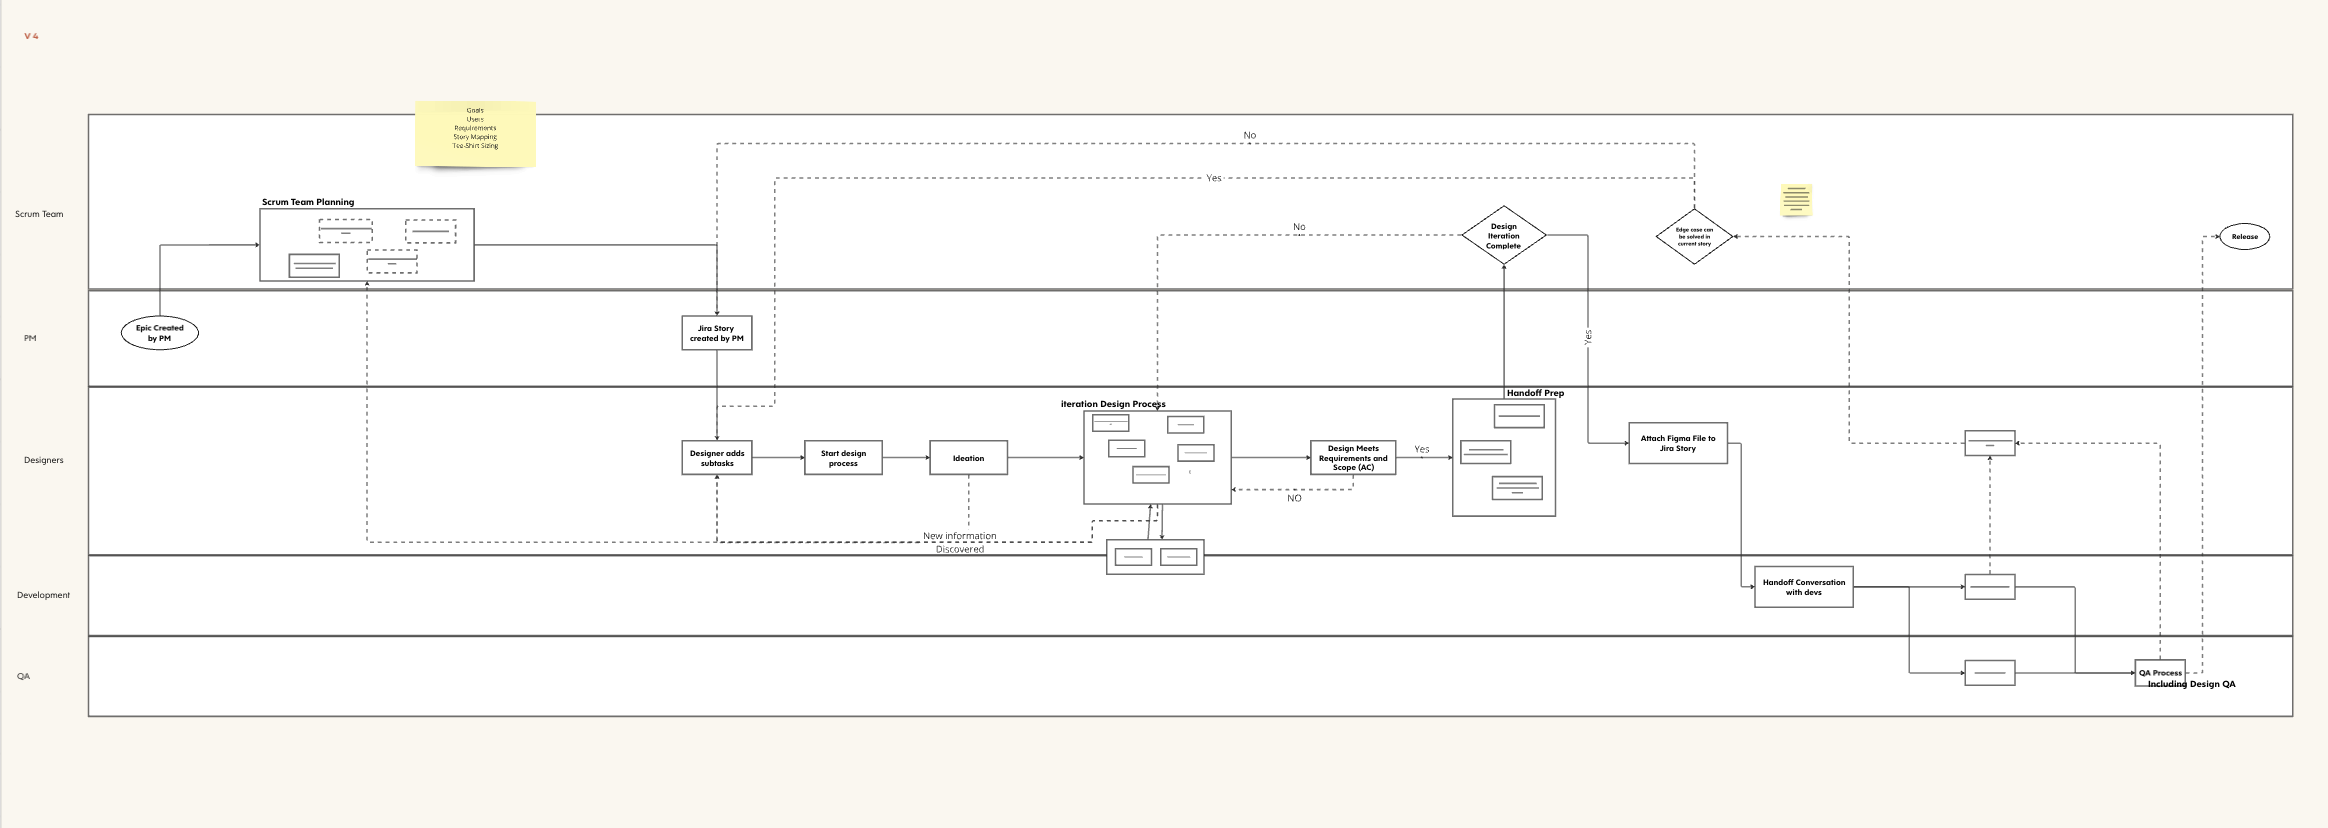 V 4
Goals
Users
Requirements
Story Mapping
Tee-Shirt Sizing
No
Yes
Scrum Team Planning
Scrum Team
No
Design
Iteration
Complete
Edge case can
be solved in
current story
Release
Epic Created
by PM
PM
Jira Story
created by PM
Yes
Handoff Prep
iteration Design Process
Designers
Designer adds
subtasks
Start design
process
Ideation
Design Meets
Requirements and
Scope (AC)
Yes
NO
Attach Figma File to
Jira Story
New information
Discovered
Development
Handoff Conversation
with devs
QA
QA Process
Including Design QA